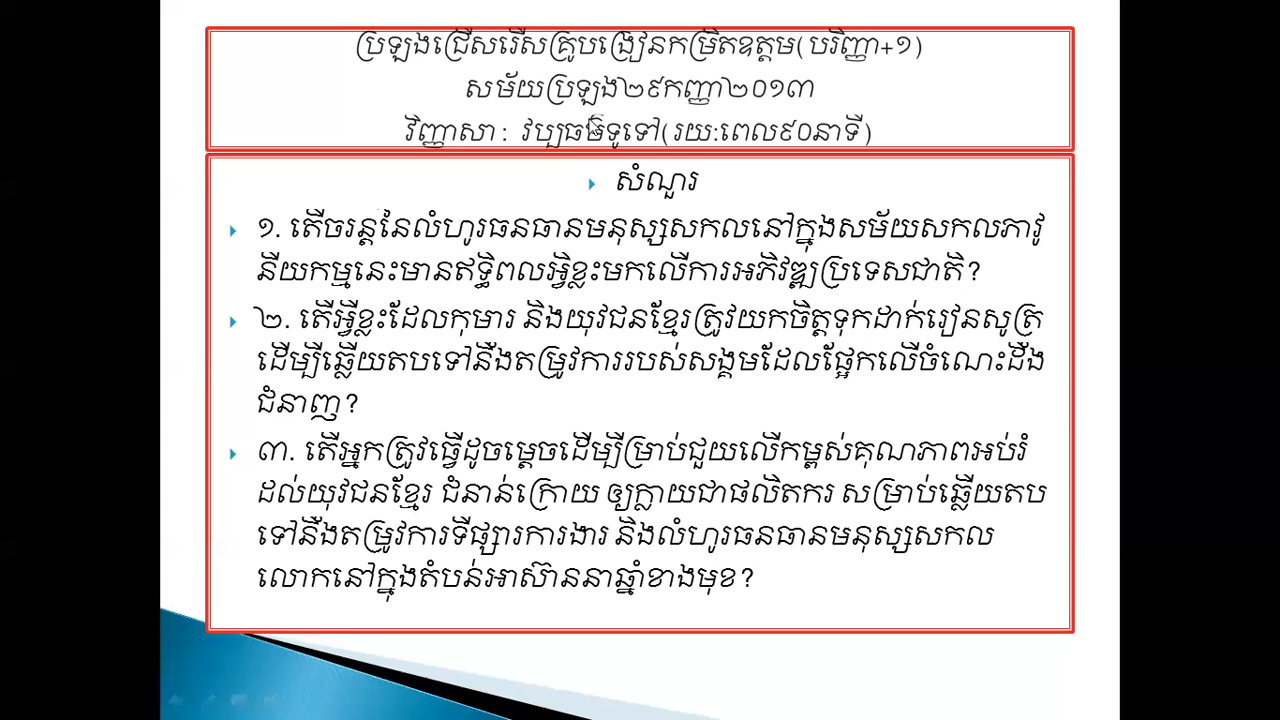 ប្រឡងជ្រើសរើសគ្រូបង្រៀនកម្រិតឧត្តម(បរិញ្ញា+១)
សម័យប្រឡង២៩កញ្ញា២០១៣
វិញ្ញាសា : វប្បធម៌ទូទៅ(រយ:ពេល៩០នាទី)
សំណួរ
១. តើចរន្តនៃលំហូរធនធានមនុស្សសកលនៅក្នុងសម័យសកលភាវូ
នីយកម្មនេះមានឥទ្ធិពលអ្វិខ្លះមកលើការអភិវឌ្ឍប្រទេសជាតិ?
២. តើអ្វីខ្លះដែលកុមារ និងយុវជនខ្មែរត្រូវយកចិត្តទុកដាក់រៀនសូត្រ
ដើម្បីឆ្លើយតបទៅនឹងតម្រូវការរបស់សង្គមដែលផ្អែកលើចំណេះដឹង
ជំនាញ?
៣. តើអ្នកត្រូវធ្វើដូចម្តេចដើម្បីម្រាប់ជួយលើកម្ពស់គុណភាពអប់រំ
ដល់យុវជនខ្មែរ ជំនាន់ក្រោយ ឲ្យក្លាយជាផលិតករ សម្រាប់ឆ្លើយតប
ទៅនឹងតម្រូវការទីផ្សារការងារ និងលំហូរធនធានមនុស្សសកល
លោកនៅក្នុងតំបន់អាស៊ាននាឆ្នាំខាងមុខ?